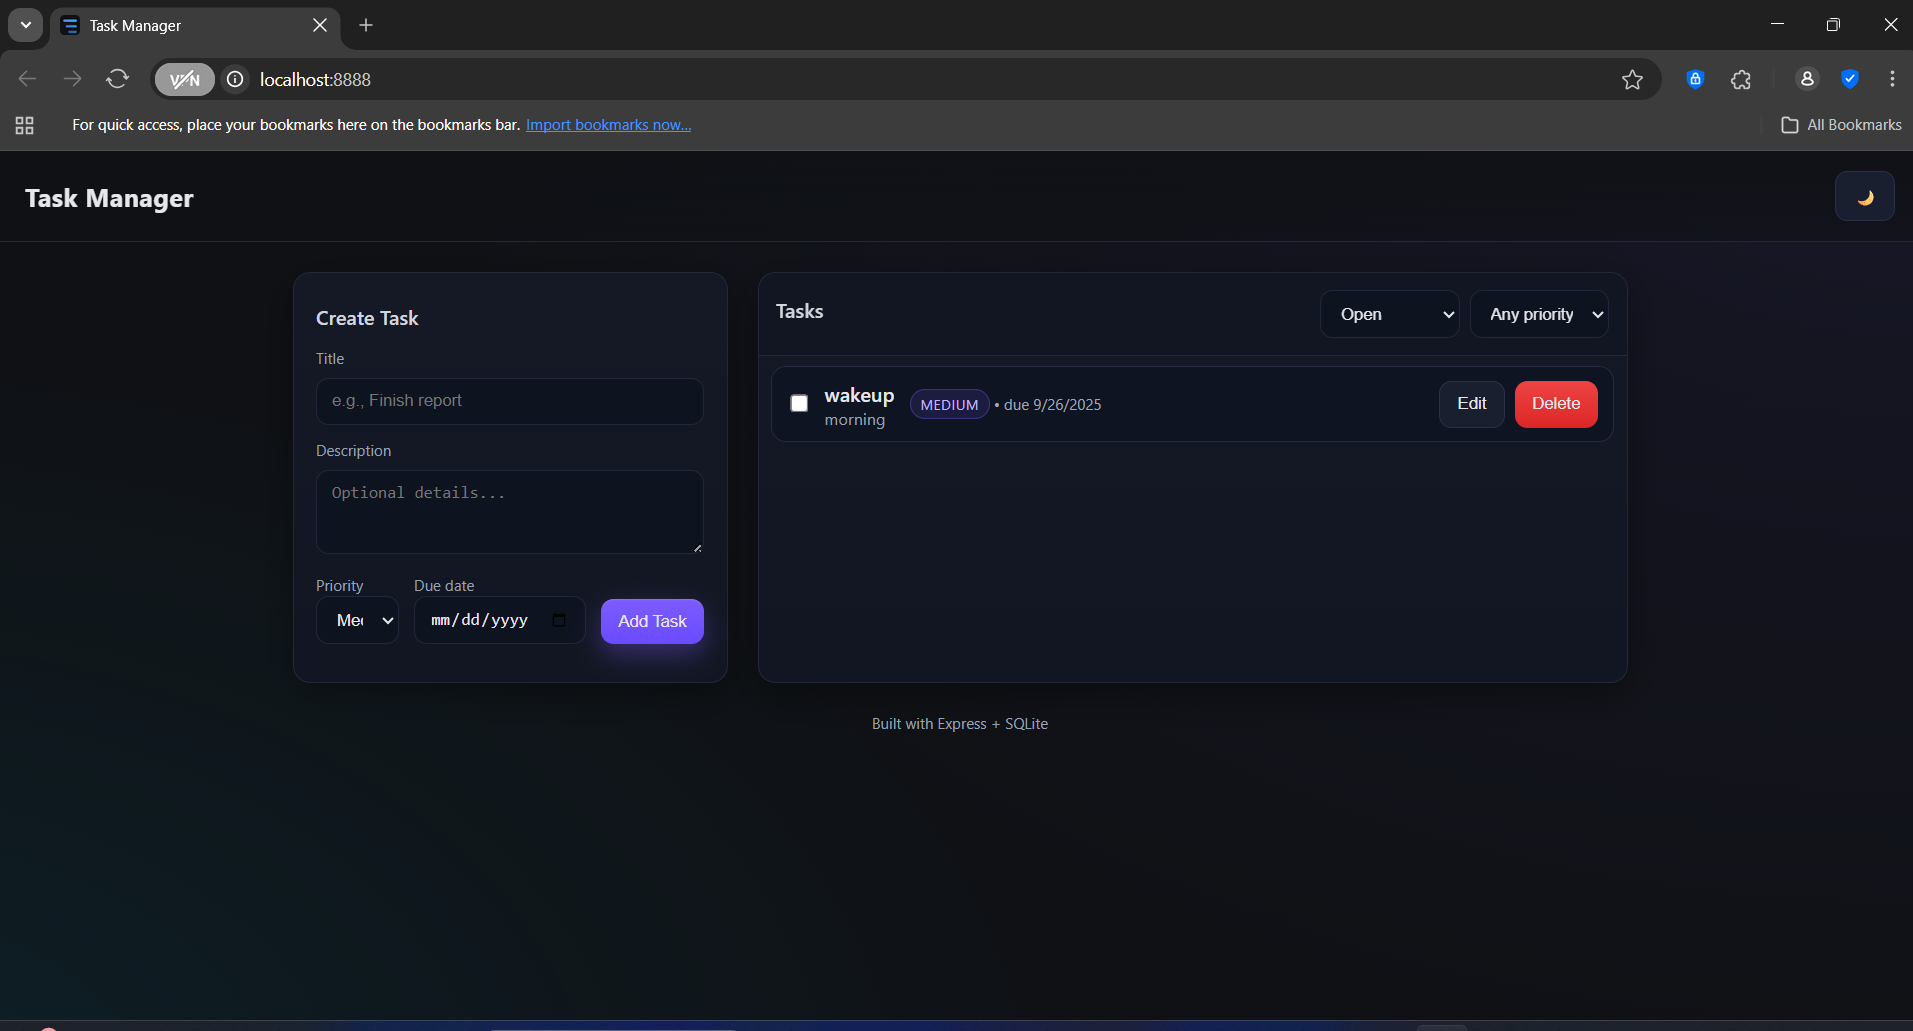 Task Manager
VPN
localhost:8888
For quick access, place your bookmarks here on the bookmarks bar. Import bookmarks now...
All Bookmarks
Task Manager
Create Task
Title
e.g., Finish report
Description
Optional details...
Priority
Due date
Med
mm/dd/yyyy
Add Task
Tasks
Open
Any priority
wakeup
morning
MEDIUM
• due 9/26/2025
Edit
Delete
Built with Express + SQLite